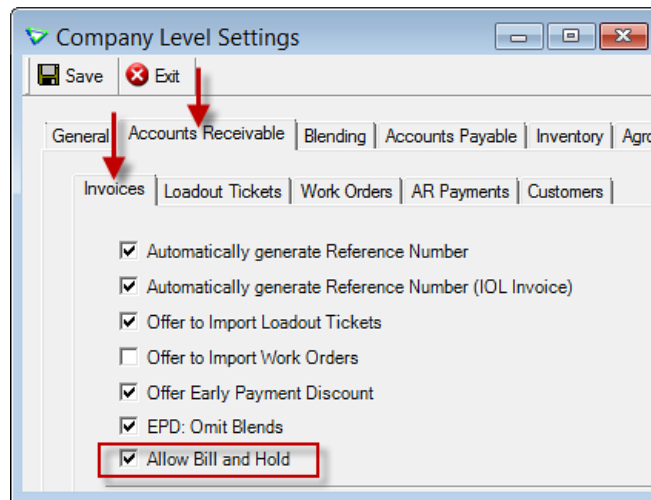 Company Level Settings
Save Exit
General Accounts Receivable Blending Accounts Payable Inventory Agro
Invoices Loadout Tickets Work Orders AR Payments Customers
Automatically generate Reference Number
Automatically generate Reference Number (IOL Invoice)
Offer to Import Loadout Tickets
Offer to Import Work Orders
Offer Early Payment Discount
EPD: Omit Blends
Allow Bill and Hold